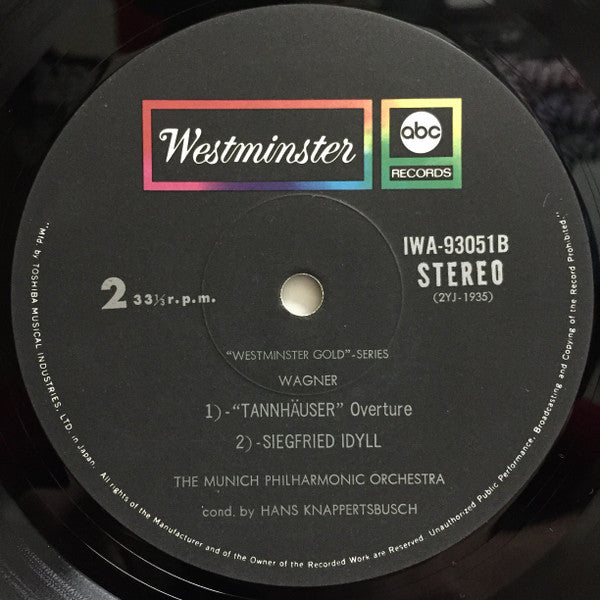 Westminster
abc
RECORDS
IWA-93051B
STEREO
(2YJ-1935)
2 33⅓ r.p.m.
"WESTMINSTER GOLD"-SERIES
WAGNER
1)-"TANNHÄUSER" Overture
2)-SIEGFRIED IDYLL
THE MUNICH PHILHARMONIC ORCHESTRA
cond. by HANS KNAPPERTSBUSCH
"Mfd. by TOSHIBA MUSICAL INDUSTRIES, LTD. in Japan. All rights of the Manufacturer and of the Owner of the Recorded Work are Reserved. Unauthorized Public Performance, Broadcasting and Copying of the Record Prohibited."